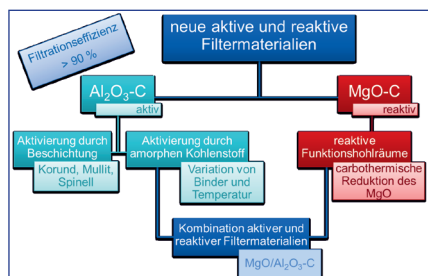 neue aktive und reaktive
Filtermaterialien
Filtrationseffizienz
> 90 %
Al₂O₃-C
aktiv
MgO-C
reaktiv
Aktivierung durch
Beschichtung
Korund, Mullit,
Spinell
Aktivierung durch
amorphen Kohlenstoff
Variation von
Binder und
Temperatur
reaktive
Funktionshohlräume
carbothermische
Reduktion des
MgO
Kombination aktiver und
reaktiver Filtermaterialien
MgO/Al₂O₃-C